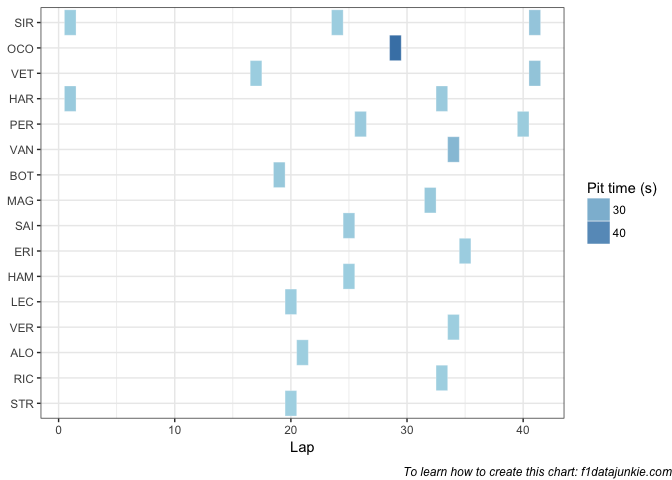 SIR
OCO
VET
HAR
PER
VAN
BOT
MAG
SAI
ERI
HAM
LEC
VER
ALO
RIC
STR
0 10 20 30 40
Lap
Pit time (s)
30
40
To learn how to create this chart: f1datajunkie.com